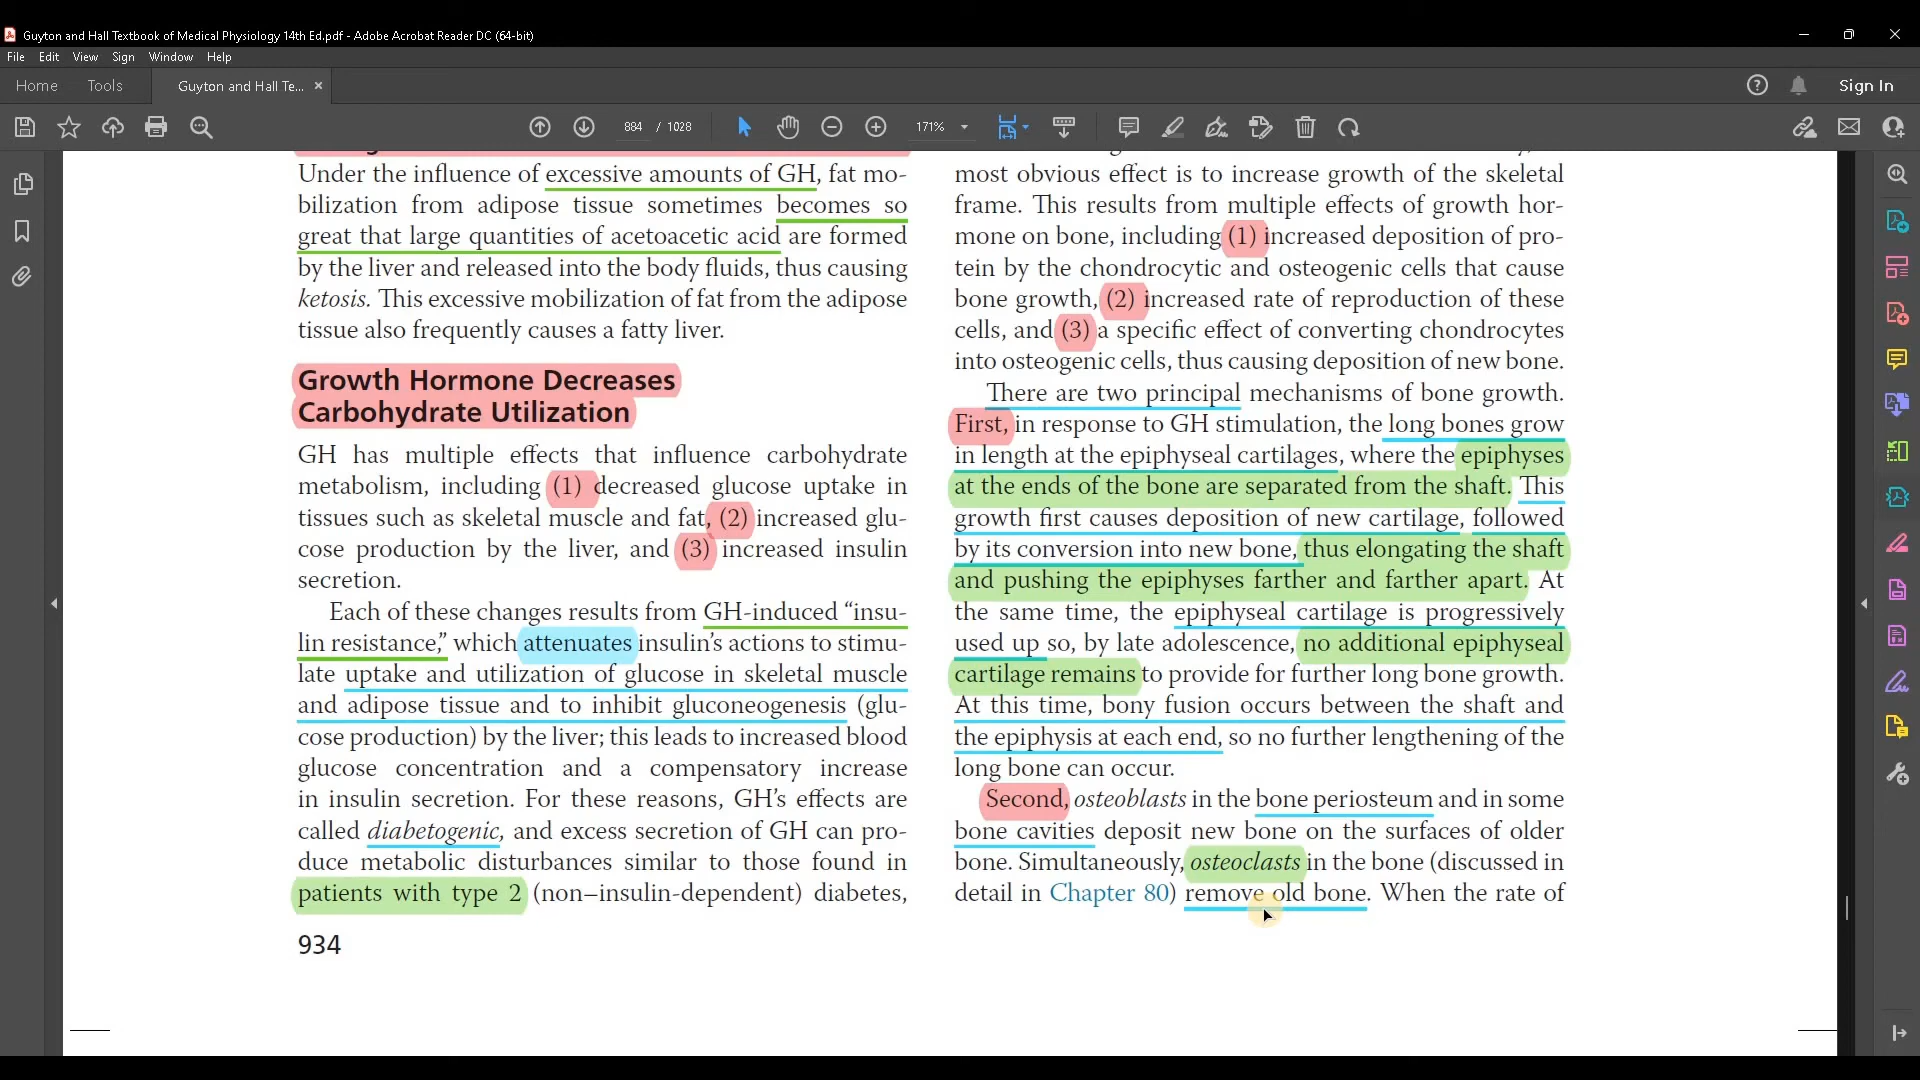 Guyton and Hall Textbook of Medical Physiology 14th Ed.pdf - Adobe Acrobat Reader DC (64-bit)
File Edit View Sign Window Help
Home Tools Guyton and Hall Te... × Sign In
884 / 1028 171%
Under the influence of excessive amounts of GH, fat mo-
bilization from adipose tissue sometimes becomes so
great that large quantities of acetoacetic acid are formed
by the liver and released into the body fluids, thus causing
ketosis. This excessive mobilization of fat from the adipose
tissue also frequently causes a fatty liver.
Growth Hormone Decreases
Carbohydrate Utilization
GH has multiple effects that influence carbohydrate
metabolism, including (1) decreased glucose uptake in
tissues such as skeletal muscle and fat, (2) increased glu-
cose production by the liver, and (3) increased insulin
secretion.
Each of these changes results from GH-induced “insu-
lin resistance,” which attenuates insulin’s actions to stimu-
late uptake and utilization of glucose in skeletal muscle
and adipose tissue and to inhibit gluconeogenesis (glu-
cose production) by the liver; this leads to increased blood
glucose concentration and a compensatory increase
in insulin secretion. For these reasons, GH’s effects are
called diabetogenic, and excess secretion of GH can pro-
duce metabolic disturbances similar to those found in
patients with type 2 (non–insulin-dependent) diabetes,
934
most obvious effect is to increase growth of the skeletal
frame. This results from multiple effects of growth hor-
mone on bone, including (1) increased deposition of pro-
tein by the chondrocytic and osteogenic cells that cause
bone growth, (2) increased rate of reproduction of these
cells, and (3) a specific effect of converting chondrocytes
into osteogenic cells, thus causing deposition of new bone.
There are two principal mechanisms of bone growth.
First, in response to GH stimulation, the long bones grow
in length at the epiphyseal cartilages, where the epiphyses
at the ends of the bone are separated from the shaft. This
growth first causes deposition of new cartilage, followed
by its conversion into new bone, thus elongating the shaft
and pushing the epiphyses farther and farther apart. At
the same time, the epiphyseal cartilage is progressively
used up so, by late adolescence, no additional epiphyseal
cartilage remains to provide for further long bone growth.
At this time, bony fusion occurs between the shaft and
the epiphysis at each end, so no further lengthening of the
long bone can occur.
Second, osteoblasts in the bone periosteum and in some
bone cavities deposit new bone on the surfaces of older
bone. Simultaneously, osteoclasts in the bone (discussed in
detail in Chapter 80) remove old bone. When the rate of